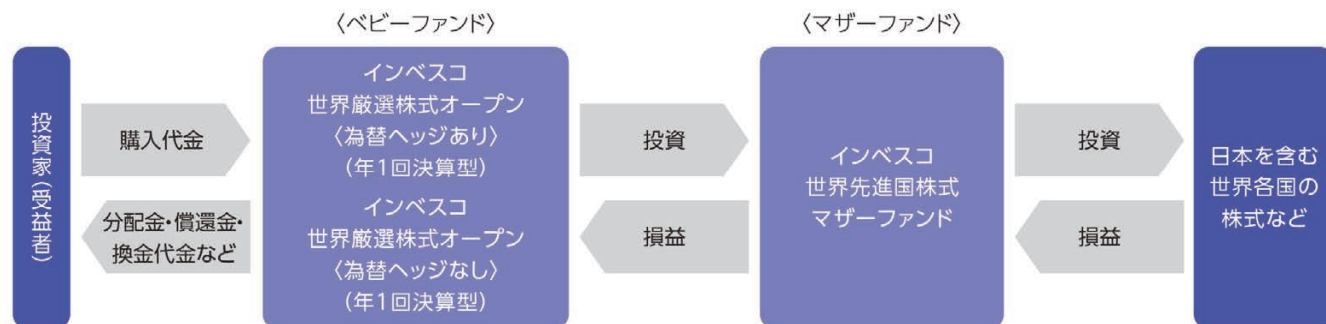 〈ベビーファンド〉
〈マザーファンド〉
投資家（受益者）
購入代金
分配金・償還金・
換金代金など
インベスコ
世界厳選株式オープン
〈為替ヘッジあり〉
（年1回決算型）
インベスコ
世界厳選株式オープン
〈為替ヘッジなし〉
（年1回決算型）
投資
損益
インベスコ
世界先進国株式
マザーファンド
投資
損益
日本を含む
世界各国の
株式など